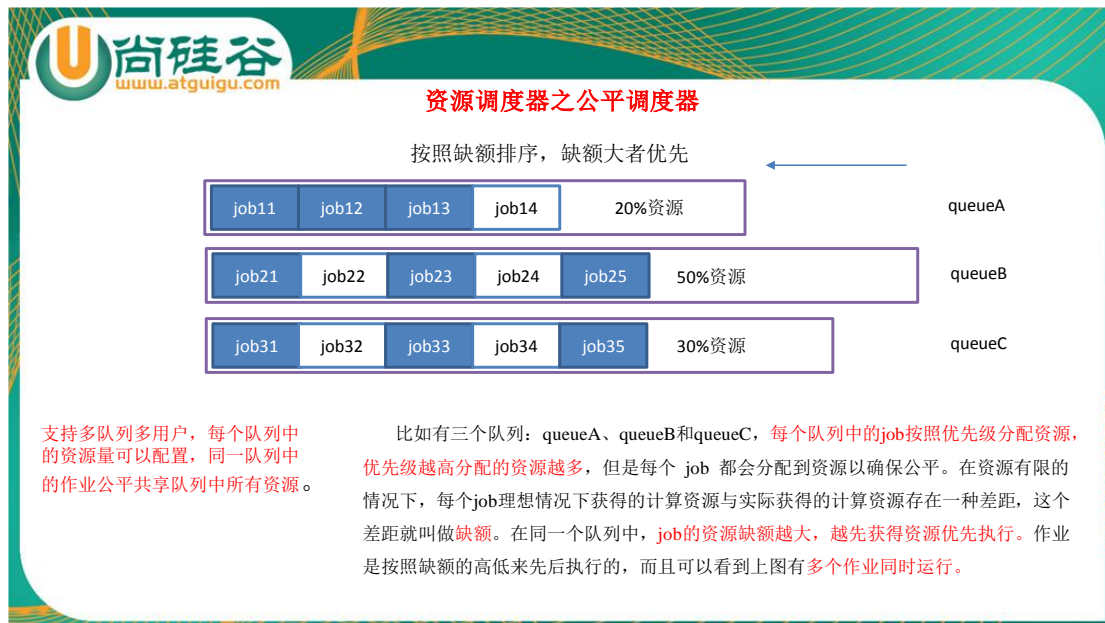 尚硅谷
www.atguigu.com
资源调度器之公平调度器
按照缺额排序，缺额大者优先
job11 job12 job13 job14 20%资源 queueA
job21 job22 job23 job24 job25 50%资源 queueB
job31 job32 job33 job34 job35 30%资源 queueC
支持多队列多用户，每个队列中
的资源量可以配置，同一队列中
的作业公平共享队列中所有资源。
比如有三个队列：queueA、queueB和queueC，每个队列中的job按照优先级分配资源，
优先级越高分配的资源越多，但是每个 job 都会分配到资源以确保公平。在资源有限的
情况下，每个job理想情况下获得的计算资源与实际获得的计算资源存在一种差距，这个
差距就叫做缺额。在同一个队列中，job的资源缺额越大，越先获得资源优先执行。作业
是按照缺额的高低来先后执行的，而且可以看到上图有多个作业同时运行。